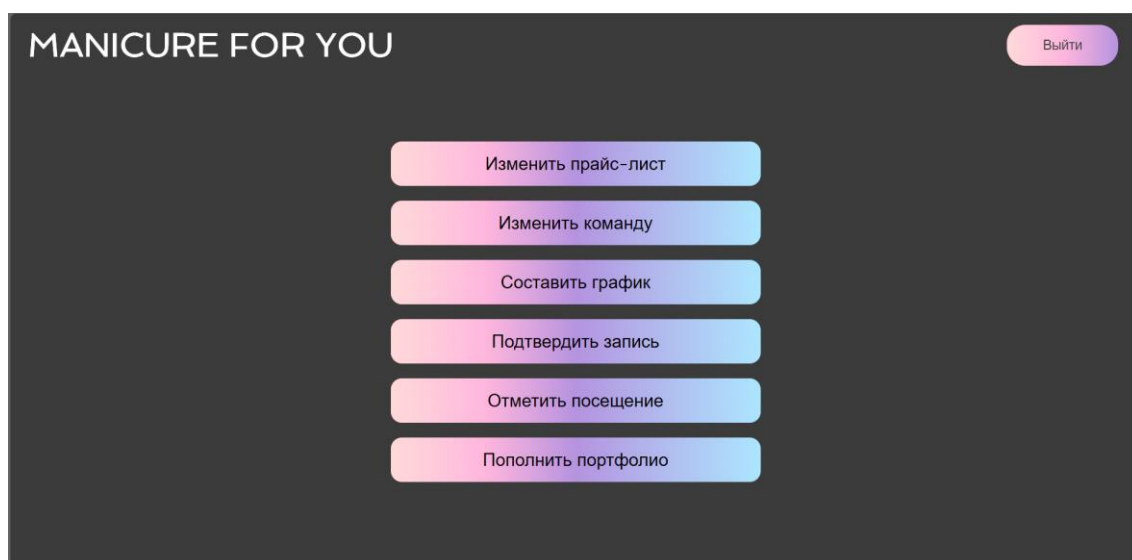 MANICURE FOR YOU
Выйти
Изменить прайс-лист
Изменить команду
Составить график
Подтвердить запись
Отметить посещение
Пополнить портфолио